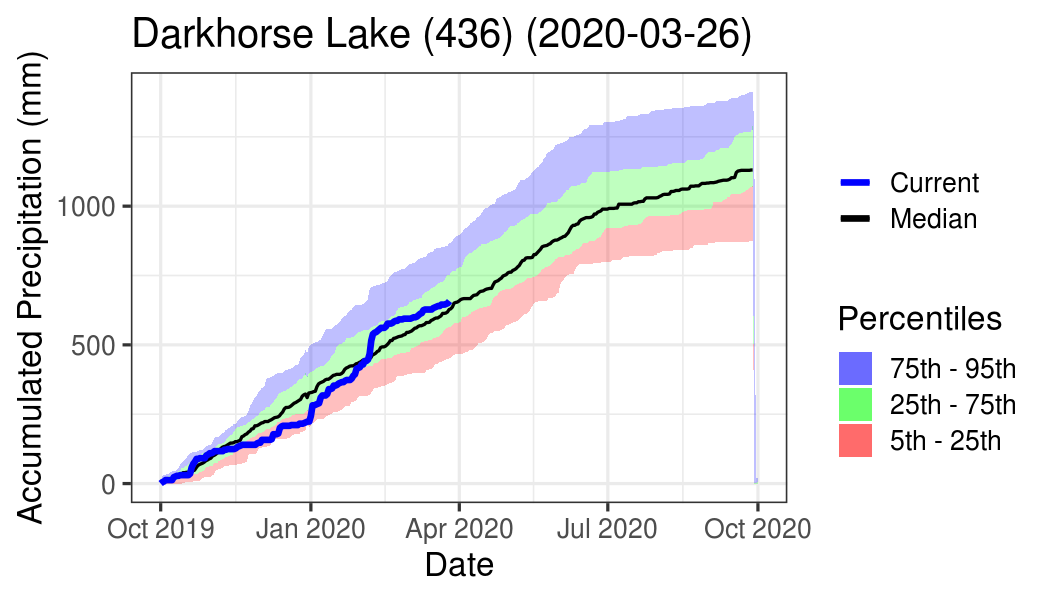 Darkhorse Lake (436) (2020-03-26)
Accumulated Precipitation (mm)
1000
500
0
Oct 2019
Jan 2020
Apr 2020
Jul 2020
Oct 2020
Date
Current
Median
Percentiles
75th - 95th
25th - 75th
5th - 25th